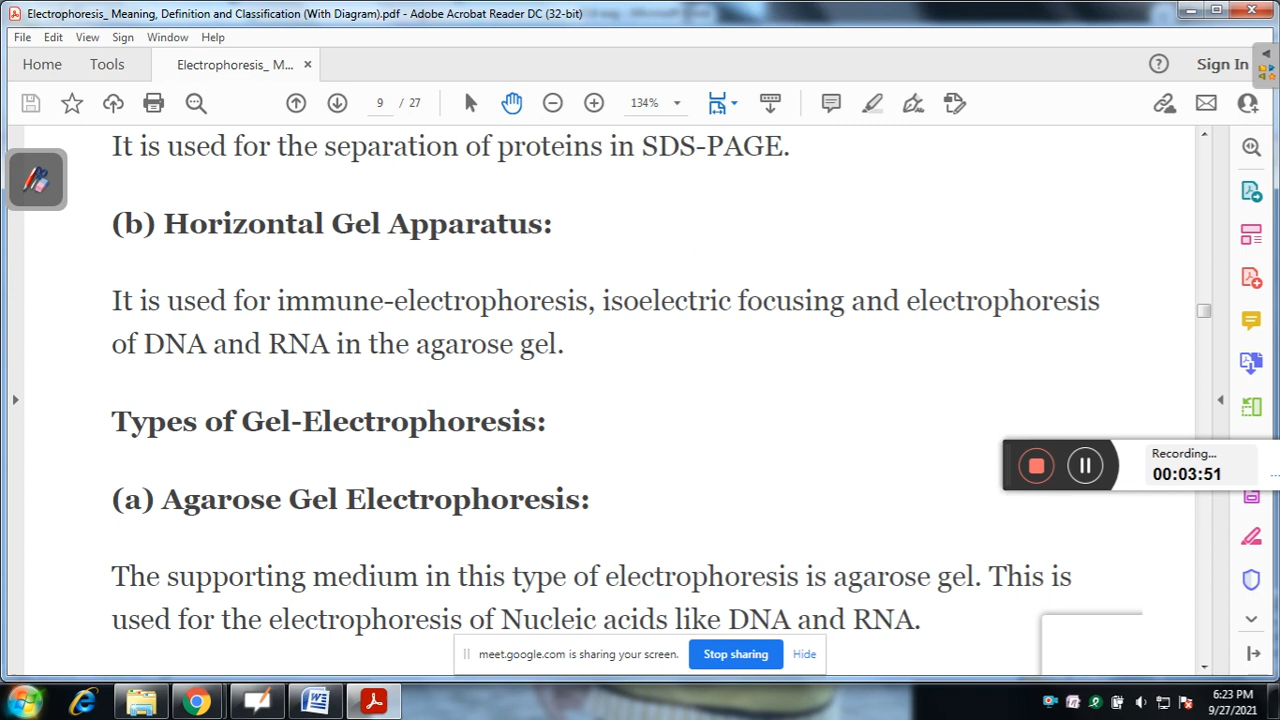 Electrophoresis_ Meaning, Definition and Classification (With Diagram).pdf - Adobe Acrobat Reader DC (32-bit)
File Edit View Sign Window Help
Home Tools Electrophoresis_ M... × Sign In
9 / 27 134%
It is used for the separation of proteins in SDS-PAGE.
(b) Horizontal Gel Apparatus:
It is used for immune-electrophoresis, isoelectric focusing and electrophoresis
of DNA and RNA in the agarose gel.
Types of Gel-Electrophoresis:
Recording...
00:03:51
(a) Agarose Gel Electrophoresis:
The supporting medium in this type of electrophoresis is agarose gel. This is
used for the electrophoresis of Nucleic acids like DNA and RNA.
meet.google.com is sharing your screen. Stop sharing Hide
6:23 PM
9/27/2021